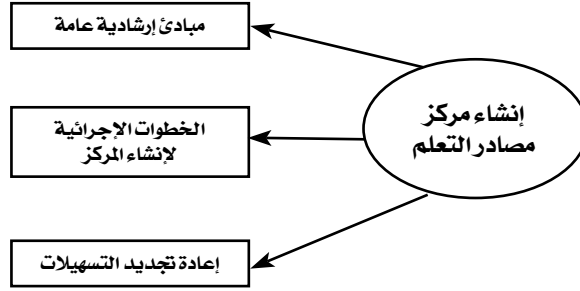 إنشاء مركز
مصادر التعلم
مبادئ إرشادية عامة
الخطوات الإجرائية
لإنشاء المركز
إعادة تجديد التسهيلات